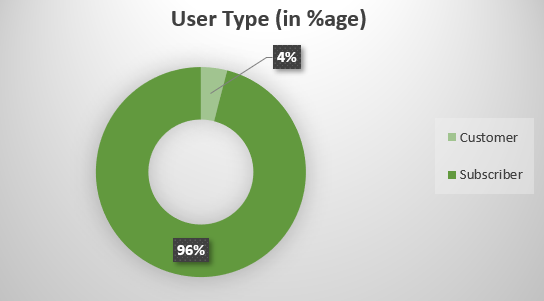 User Type (in %age)
4%
Customer
Subscriber
96%